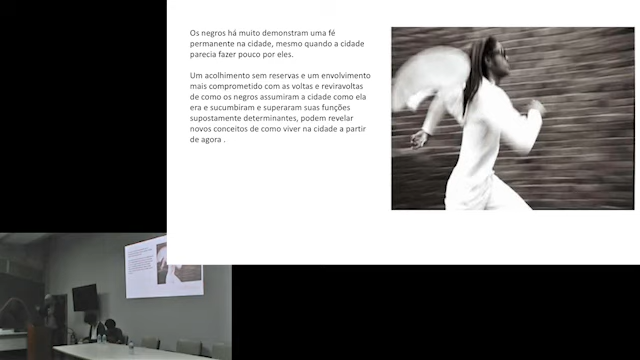 Os negros há muito demonstram uma fé
permanente na cidade, mesmo quando a cidade
parecia fazer pouco por eles.
Um acolhimento sem reservas e um envolvimento
mais comprometido com as voltas e reviravoltas
de como os negros assumiram a cidade como ela
era e sucumbiram e superaram suas funções
supostamente determinantes, podem revelar
novos conceitos de como viver na cidade a partir
de agora .